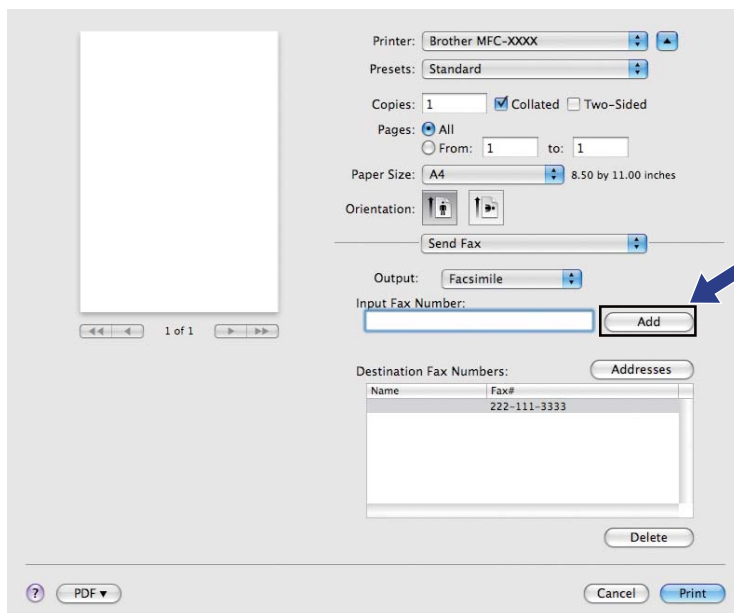 Printer: Brother MFC-XXXX
Presets: Standard
Copies: 1 Collated Two-Sided
Pages: All
From: 1 to: 1
Paper Size: A4 8.50 by 11.00 inches
Orientation:
Send Fax
Output: Facsimile
Input Fax Number:
Add
1 of 1
Destination Fax Numbers: Addresses
Name Fax#
222-111-3333
Delete
? PDF Cancel Print